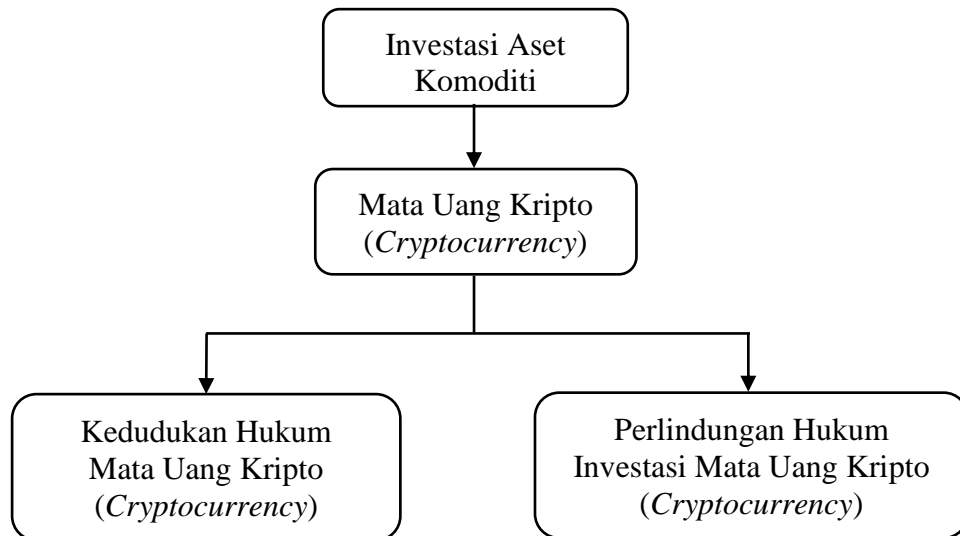 Investasi Aset
Komoditi
Mata Uang Kripto
(Cryptocurrency)
Kedudukan Hukum
Mata Uang Kripto
(Cryptocurrency)
Perlindungan Hukum
Investasi Mata Uang Kripto
(Cryptocurrency)